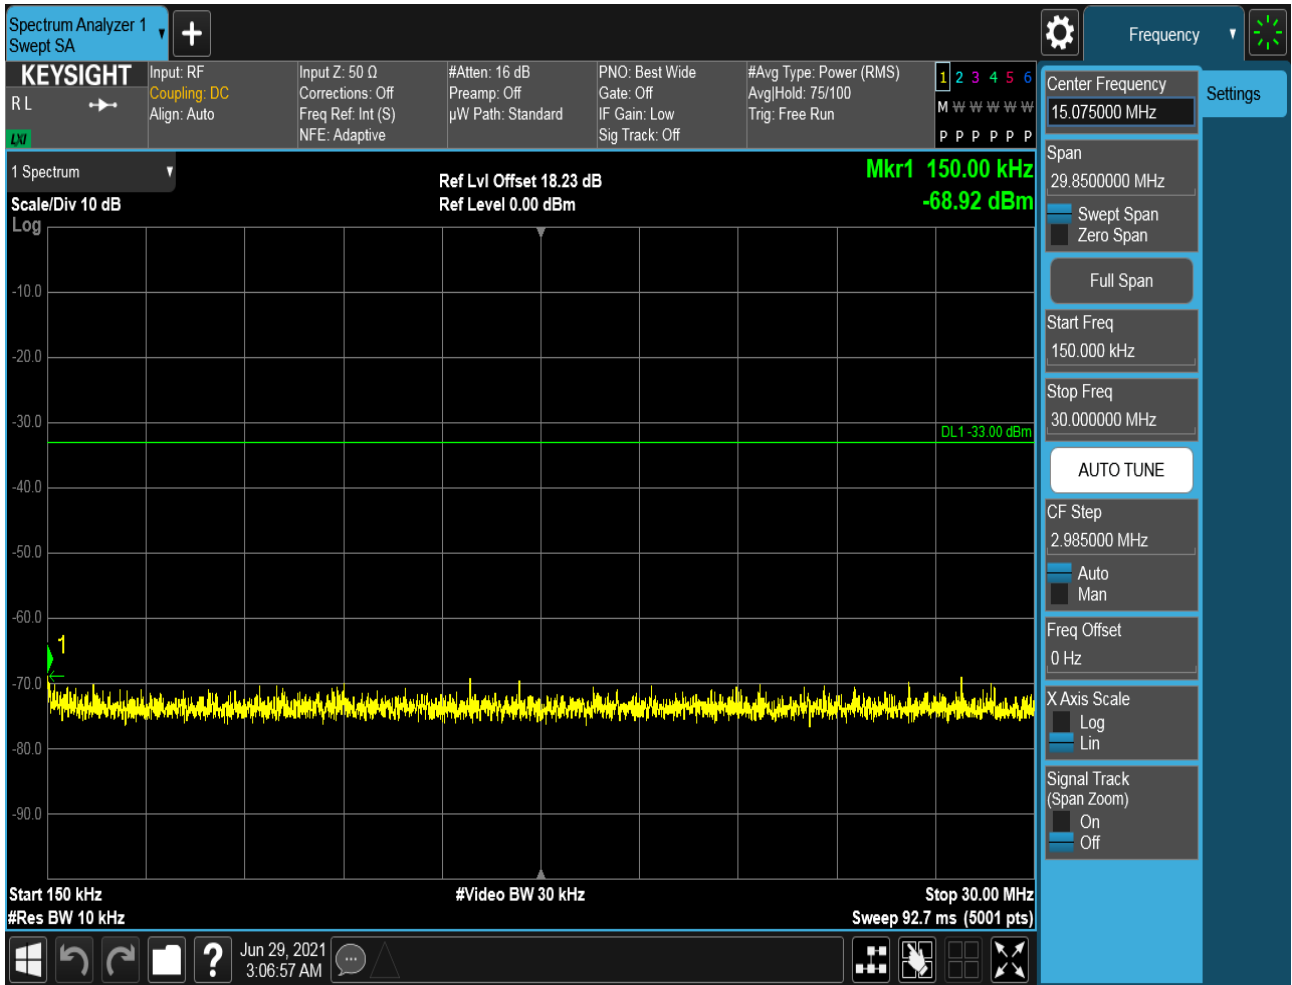 Spectrum Analyzer 1
Swept SA
+
Frequency
KEYSIGHT
R L
LXI
Input: RF
Coupling: DC
Align: Auto
Input Z: 50 Ω
Corrections: Off
Freq Ref: Int (S)
NFE: Adaptive
#Atten: 16 dB
Preamp: Off
µW Path: Standard
PNO: Best Wide
Gate: Off
IF Gain: Low
Sig Track: Off
#Avg Type: Power (RMS)
Avg|Hold: 75/100
Trig: Free Run
1 2 3 4 5 6
M W W W W W
P P P P P P
1 Spectrum
Scale/Div 10 dB
Log
Ref Lvl Offset 18.23 dB
Ref Level 0.00 dBm
Mkr1 150.00 kHz
-68.92 dBm
-10.0
-20.0
-30.0
DL1 -33.00 dBm
-40.0
-50.0
-60.0
1
-70.0
-80.0
-90.0
Start 150 kHz
#Video BW 30 kHz
Stop 30.00 MHz
#Res BW 10 kHz
Sweep 92.7 ms (5001 pts)
?
Jun 29, 2021
3:06:57 AM
Center Frequency
15.075000 MHz
Settings
Span
29.8500000 MHz
Swept Span
Zero Span
Full Span
Start Freq
150.000 kHz
Stop Freq
30.000000 MHz
AUTO TUNE
CF Step
2.985000 MHz
Auto
Man
Freq Offset
0 Hz
X Axis Scale
Log
Lin
Signal Track
(Span Zoom)
On
Off